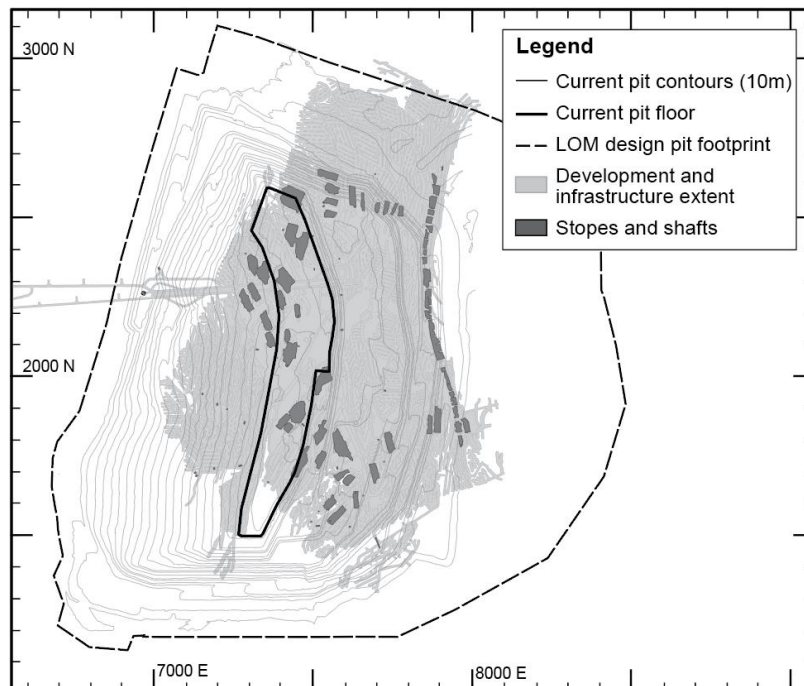 3000 N
Legend
Current pit contours (10m)
Current pit floor
LOM design pit footprint
Development and
infrastructure extent
Stopes and shafts
2000 N
7000 E
8000 E